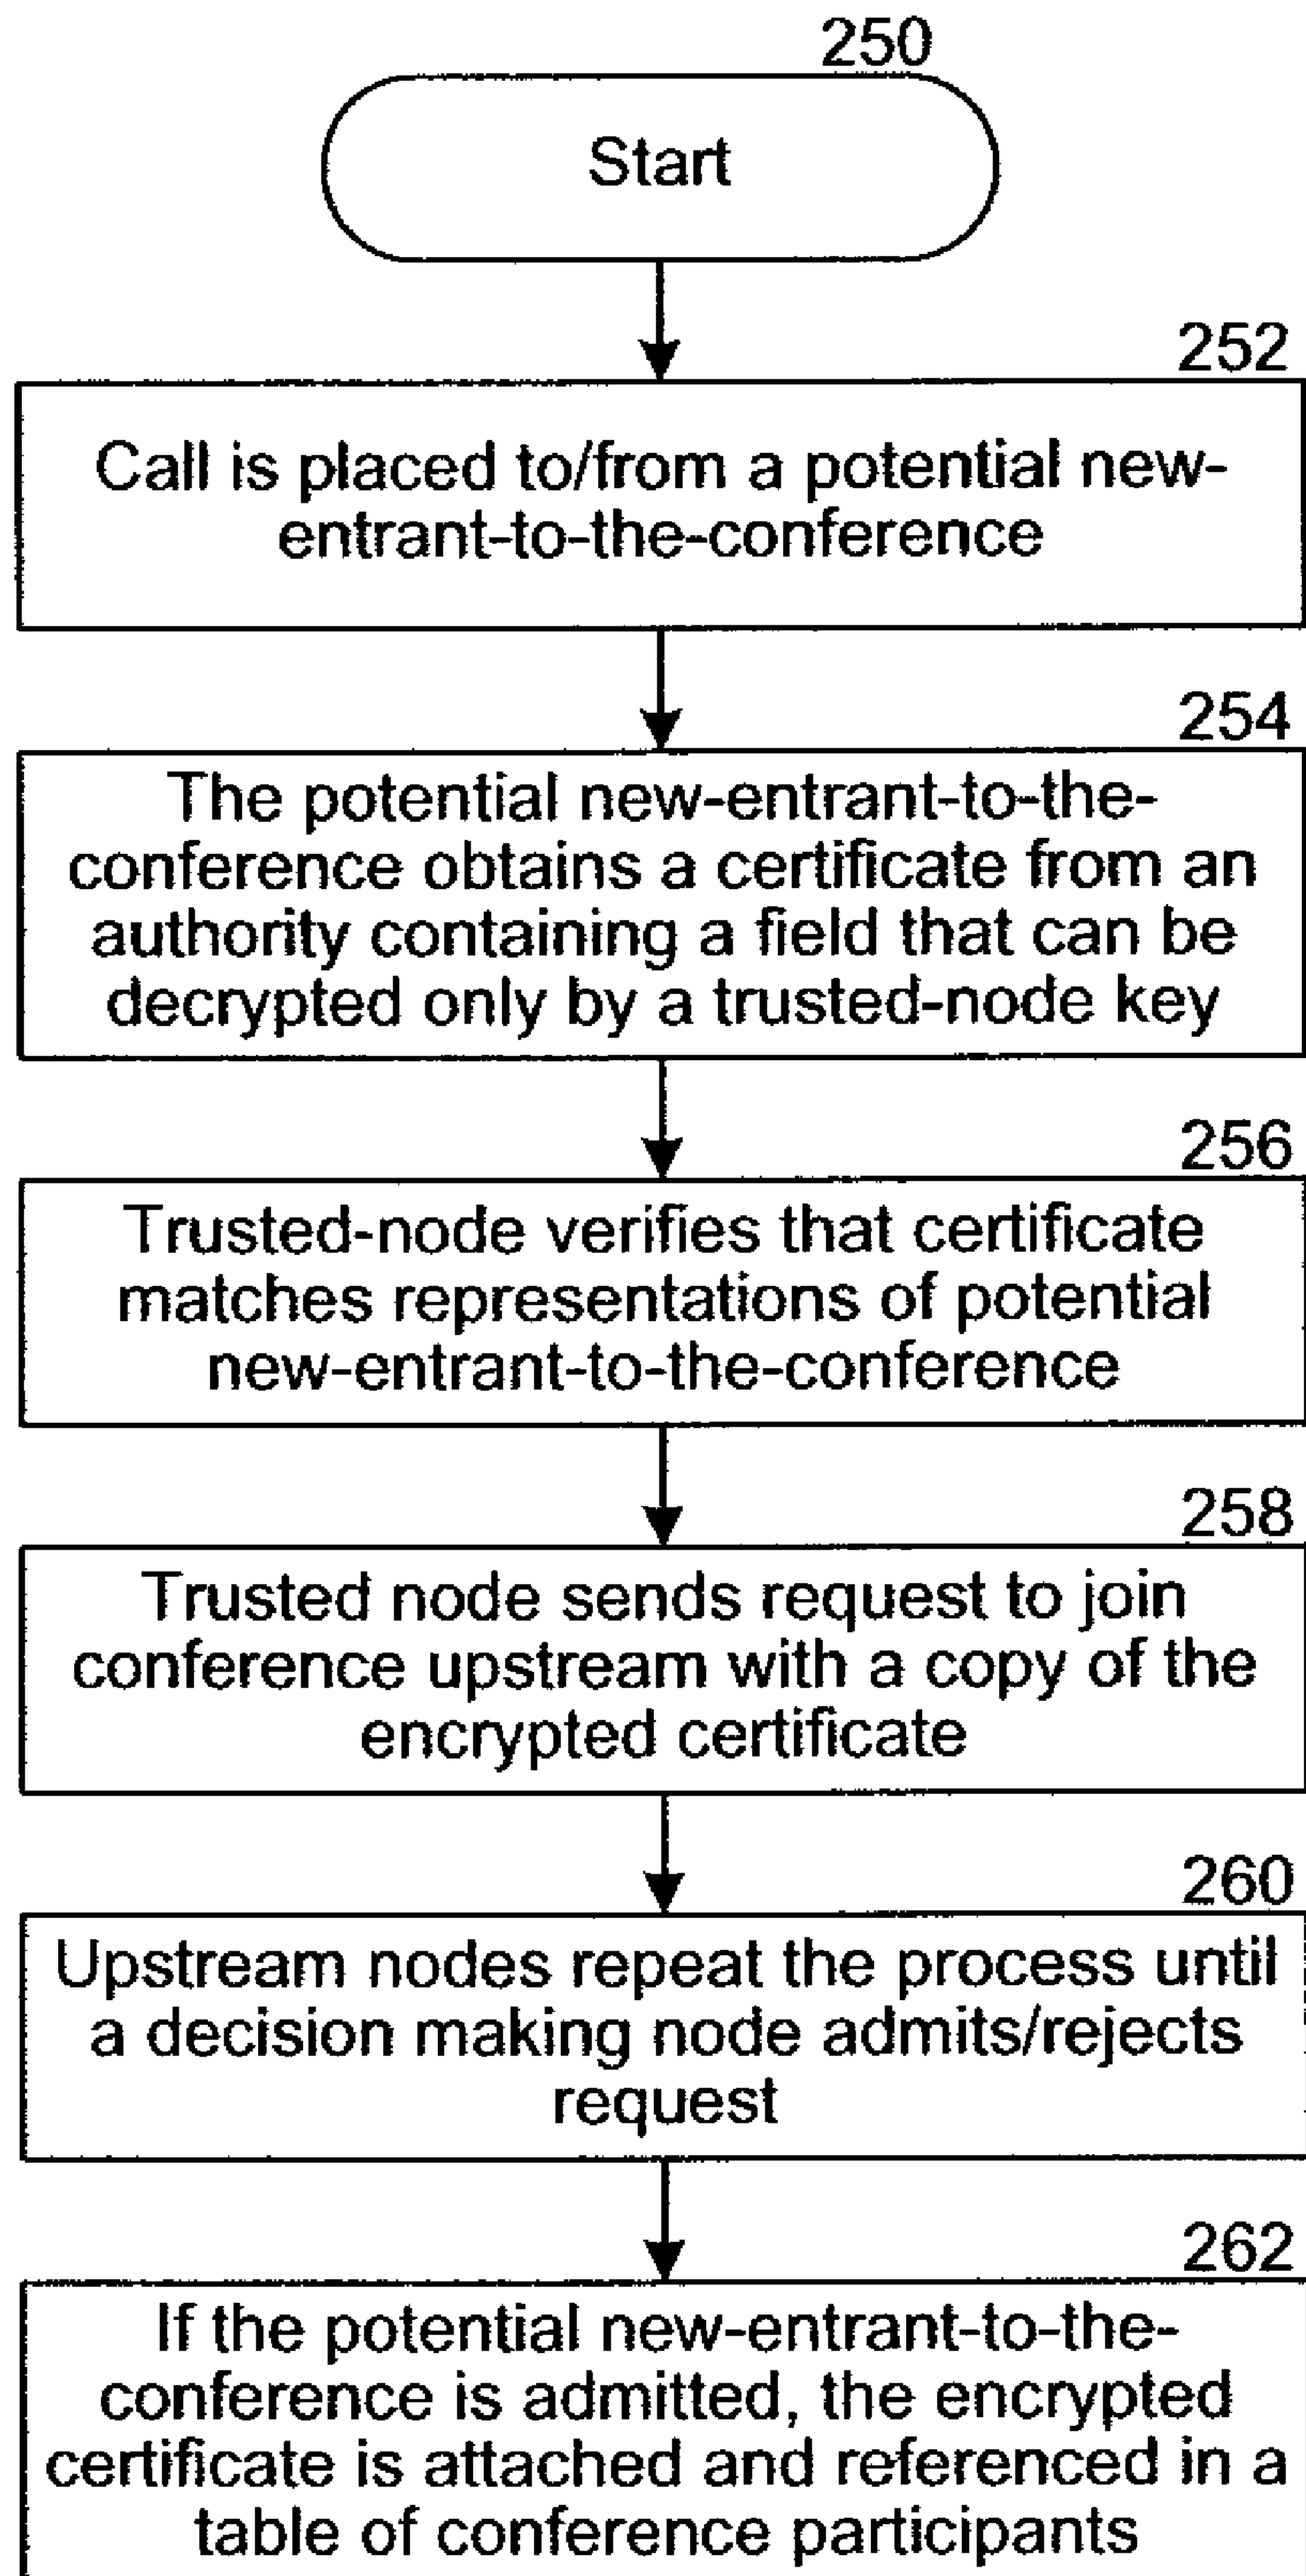 250
Start
252
Call is placed to/from a potential new-
entrant-to-the-conference
254
The potential new-entrant-to-the-
conference obtains a certificate from an
authority containing a field that can be
decrypted only by a trusted-node key
256
Trusted-node verifies that certificate
matches representations of potential
new-entrant-to-the-conference
258
Trusted node sends request to join
conference upstream with a copy of the
encrypted certificate
260
Upstream nodes repeat the process until
a decision making node admits/rejects
request
262
If the potential new-entrant-to-the-
conference is admitted, the encrypted
certificate is attached and referenced in a
table of conference participants